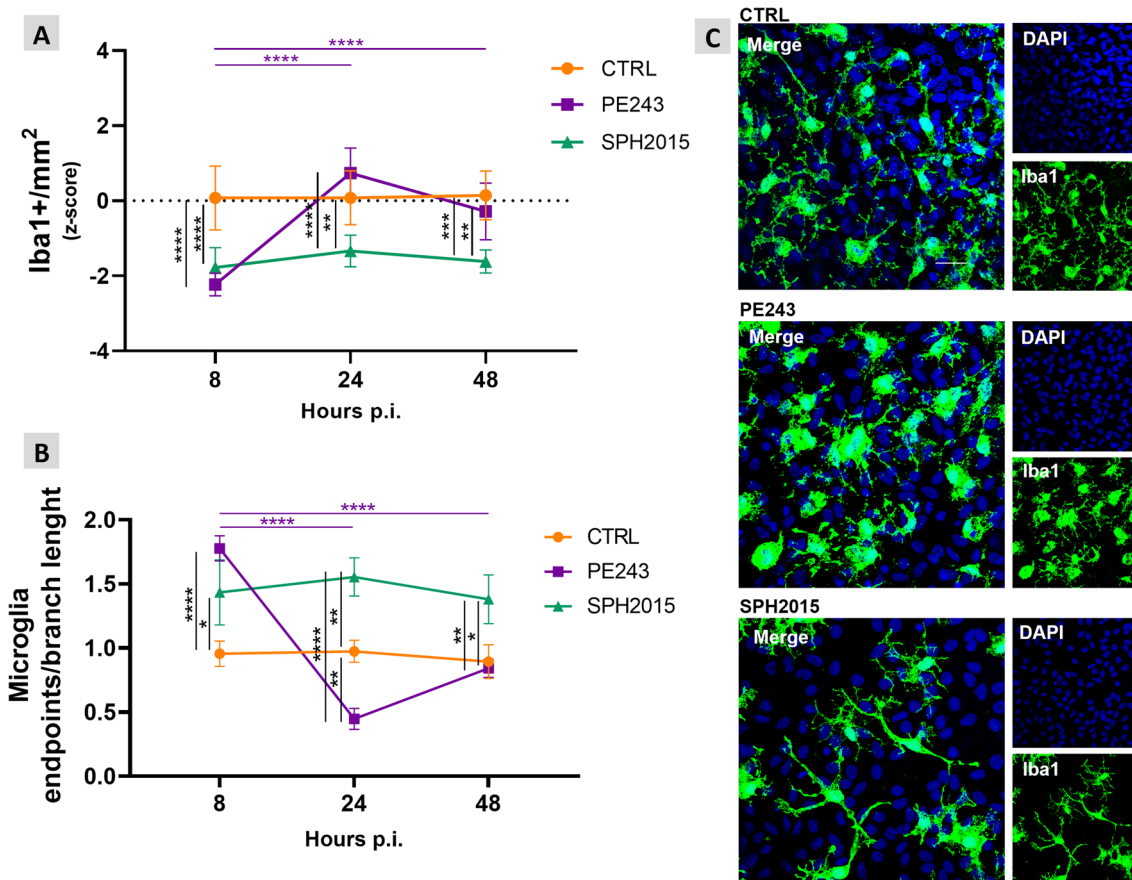 A
Iba1+/mm2
(z-score)
4
2
0
-2
-4
****
****
****
****
****
**
***
**
8
24
48
Hours p.i.
CTRL
PE243
SPH2015
B
Microglia
endpoints/branch lenght
2.0
1.5
1.0
0.5
0.0
****
****
****
*
****
**
**
**
*
8
24
48
Hours p.i.
CTRL
PE243
SPH2015
C
CTRL
Merge
DAPI
Iba1
PE243
Merge
DAPI
Iba1
SPH2015
Merge
DAPI
Iba1